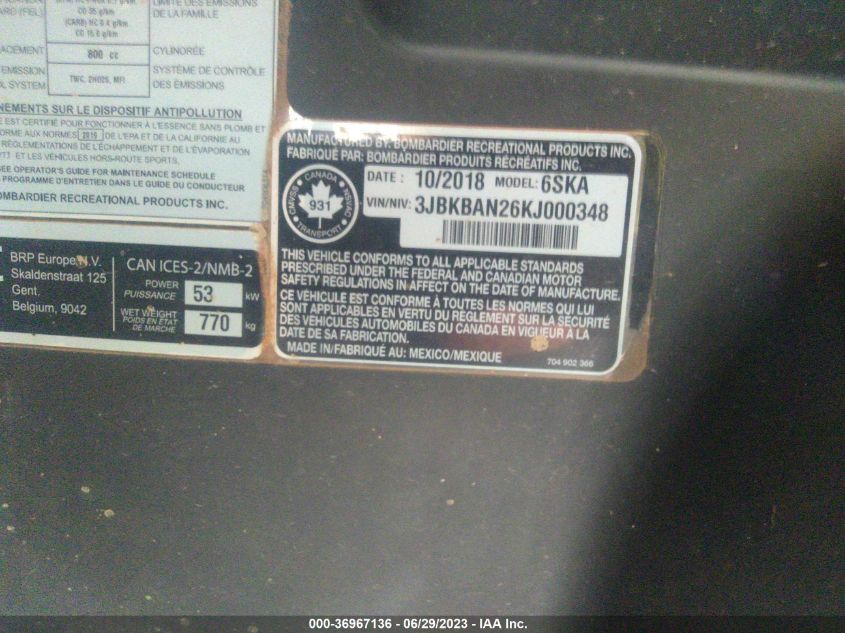 LIMITE DES ÉMISSIONS
DE LA FAMILLE
(CARB) HC 0.4 g/km
CO 15.0 g/km
800 cc CYLINDRÉE
TWC, 2HO2S, MFI
SYSTÈME DE CONTRÔLE
DES ÉMISSIONS
SUR LE DISPOSITIF ANTIPOLLUTION
EST CERTIFIÉ POUR FONCTIONNER À L'ESSENCE SANS PLOMB ET
AUX NORMES 2019 DE L'EPA ET DE LA CALIFORNIE AU
RÉGLEMENTATIONS DE L'ÉCHAPPEMENT ET DE L'ÉVAPORATION
ET LES VÉHICULES HORS-ROUTE SPORTS.
OPERATOR'S GUIDE FOR MAINTENANCE SCHEDULE
PROGRAMME D'ENTRETIEN DANS LE GUIDE DU CONDUCTEUR
RECREATIONAL PRODUCTS INC.
BRP Europe N.V.
Skaldenstraat 125
Gent.
Belgium, 9042
CAN ICES-2/NMB-2
POWER
PUISSANCE 53 kW
WET WEIGHT
POIDS EN ÉTAT
DE MARCHE 770 kg
MANUFACTURED BY: BOMBARDIER RECREATIONAL PRODUCTS INC.
FABRIQUÉ PAR: BOMBARDIER PRODUITS RÉCRÉATIFS INC.
DATE : 10/2018 MODEL: 6SKA
VIN/NIV: 3JBKBAN26KJ000348
CANADA
CMVSS 931 NSVAC
TRANSPORT
THIS VEHICLE CONFORMS TO ALL APPLICABLE STANDARDS
PRESCRIBED UNDER THE FEDERAL AND CANADIAN MOTOR
SAFETY REGULATIONS IN AFFECT ON THE DATE OF MANUFACTURE.
CE VÉHICULE EST CONFORME À TOUTES LES NORMES QUI LUI
SONT APPLICABLES EN VERTU DU RÈGLEMENT SUR LA SÉCURITÉ
DES VÉHICULES AUTOMOBILES DU CANADA EN VIGUEUR À LA
DATE DE SA FABRICATION.
MADE IN/FABRIQUÉ AU: MEXICO/MEXIQUE
704 902 366
000-36967136 - 06/29/2023 - IAA Inc.